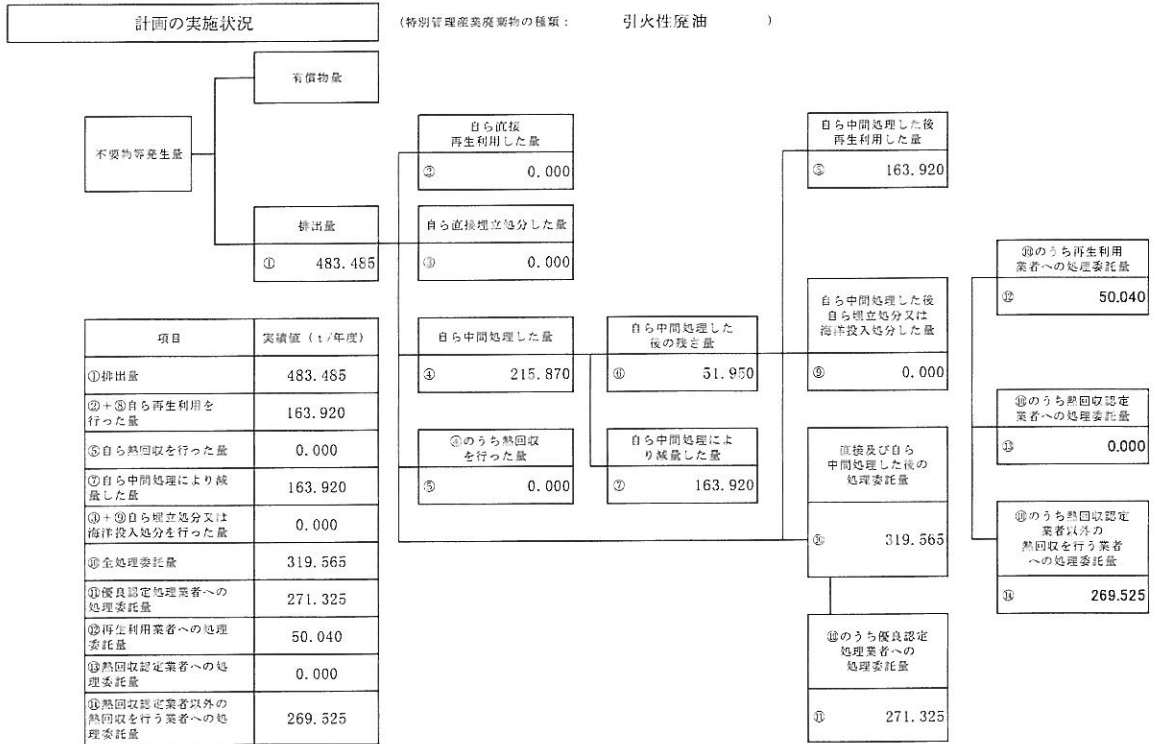 計画の実施状況
(特別管理産業廃棄物の種類： 引火性廃油 )
有償物量
不要物等発生量
排出量
① 483.485
自ら直接
再生利用した量
② 0.000
自ら直接埋立処分した量
③ 0.000
自ら中間処理した量
④ 215.870
④のうち熱回収
を行った量
⑤ 0.000
自ら中間処理した
後の残さ量
⑥ 51.950
自ら中間処理によ
り減量した量
⑦ 163.920
自ら中間処理した後
再生利用した量
⑧ 163.920
自ら中間処理した後
自ら埋立処分又は
海洋投入処分した量
⑨ 0.000
直接及び自ら
中間処理した後の
処理委託量
⑩ 319.565
⑩のうち優良認定
処理業者への
処理委託量
⑪ 271.325
⑩のうち再生利用
業者への処理委託量
⑫ 50.040
⑩のうち熱回収認定
業者への処理委託量
⑬ 0.000
⑩のうち熱回収認定
業者以外の
熱回収を行う業者
への処理委託量
⑭ 269.525
項目 実績値（ｔ/年度）
①排出量 483.485
②＋⑧自ら再生利用を
行った量 163.920
⑤自ら熱回収を行った量 0.000
⑦自ら中間処理により減
量した量 163.920
③＋⑨自ら埋立処分又は
海洋投入処分を行った量 0.000
⑩全処理委託量 319.565
⑪優良認定処理業者への
処理委託量 271.325
⑫再生利用業者への処理
委託量 50.040
⑬熱回収認定業者への処
理委託量 0.000
⑭熱回収認定業者以外の
熱回収を行う業者への処
理委託量 269.525